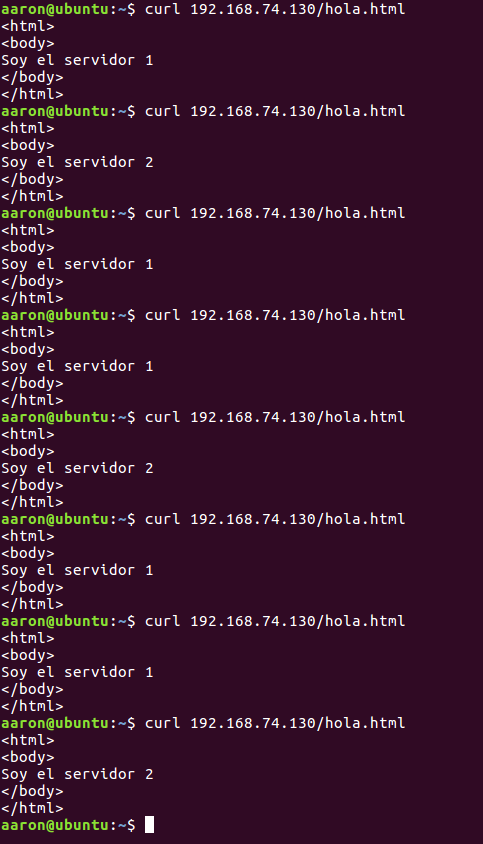 aaron@ubuntu:~$ curl 192.168.74.130/hola.html
<html>
<body>
Soy el servidor 1
</body>
</html>
aaron@ubuntu:~$ curl 192.168.74.130/hola.html
<html>
<body>
Soy el servidor 2
</body>
</html>
aaron@ubuntu:~$ curl 192.168.74.130/hola.html
<html>
<body>
Soy el servidor 1
</body>
</html>
aaron@ubuntu:~$ curl 192.168.74.130/hola.html
<html>
<body>
Soy el servidor 1
</body>
</html>
aaron@ubuntu:~$ curl 192.168.74.130/hola.html
<html>
<body>
Soy el servidor 2
</body>
</html>
aaron@ubuntu:~$ curl 192.168.74.130/hola.html
<html>
<body>
Soy el servidor 1
</body>
</html>
aaron@ubuntu:~$ curl 192.168.74.130/hola.html
<html>
<body>
Soy el servidor 1
</body>
</html>
aaron@ubuntu:~$ curl 192.168.74.130/hola.html
<html>
<body>
Soy el servidor 2
</body>
</html>
aaron@ubuntu:~$